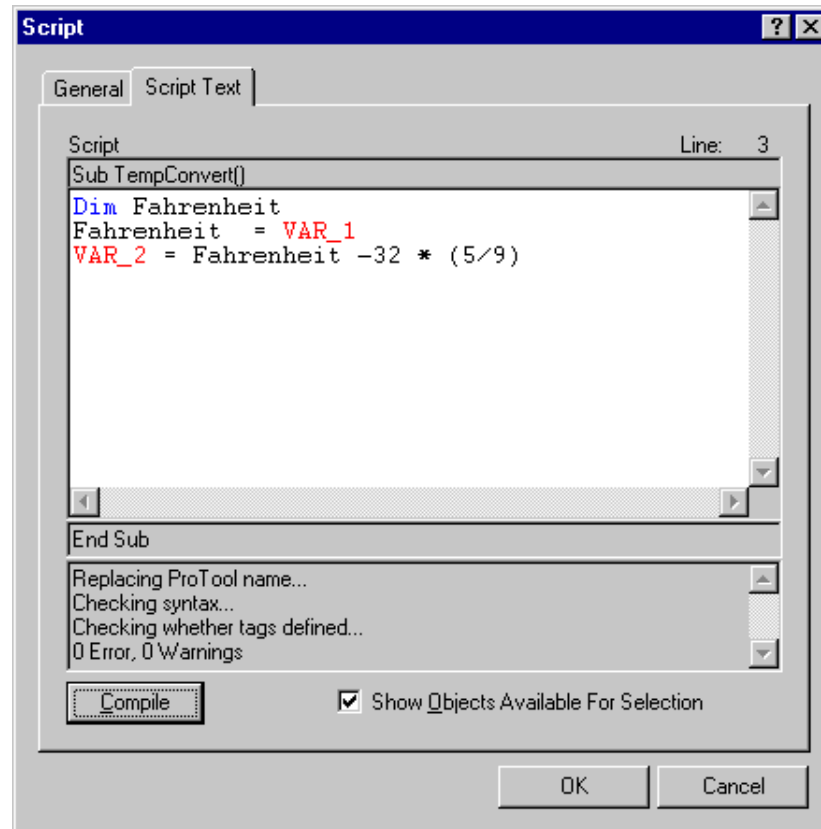 Script
General Script Text
Script Line: 3
Sub TempConvert()
Dim Fahrenheit
Fahrenheit  = VAR_1
VAR_2 = Fahrenheit -32 * (5/9)
End Sub
Replacing ProTool name...
Checking syntax...
Checking whether tags defined...
0 Error, 0 Warnings
Compile Show Objects Available For Selection
OK Cancel